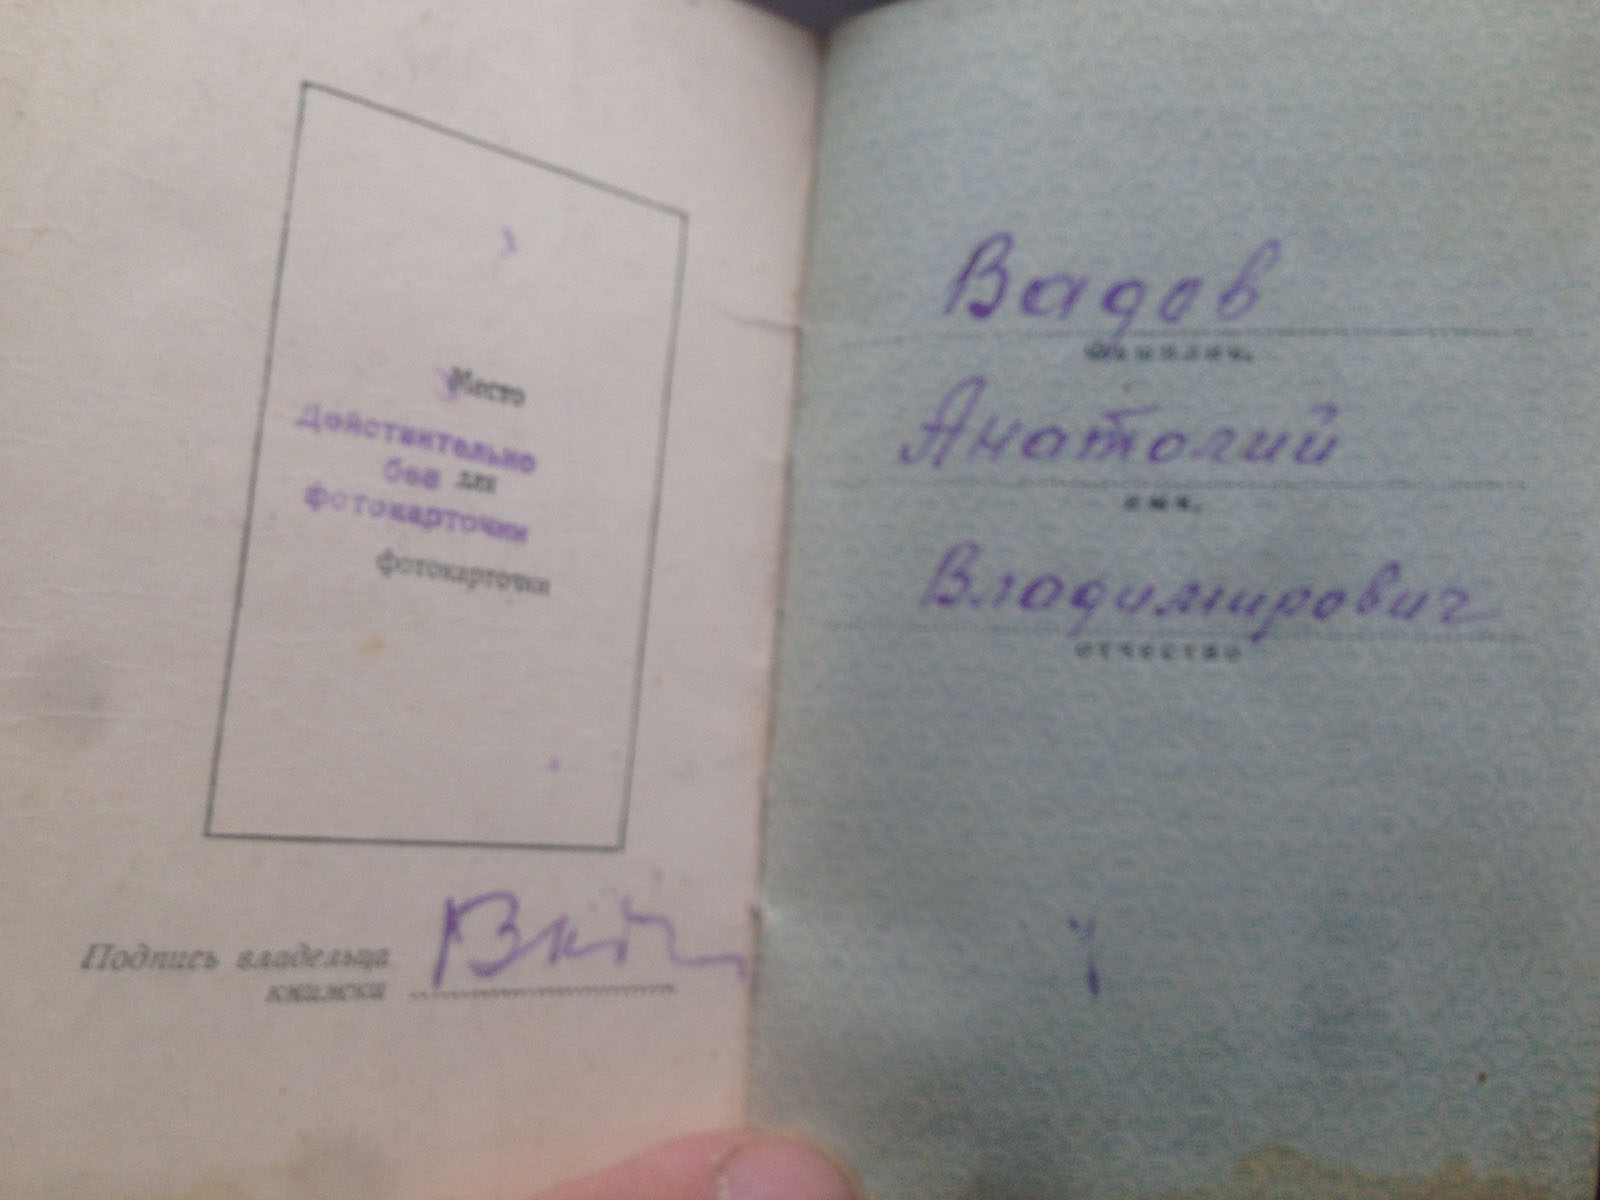 Место
Действительно
без для
фотокарточки
фотокарточки
Подпись владельца
книжки
Вадов
фамилия,
Анатолий
имя,
Владимирович
отчество